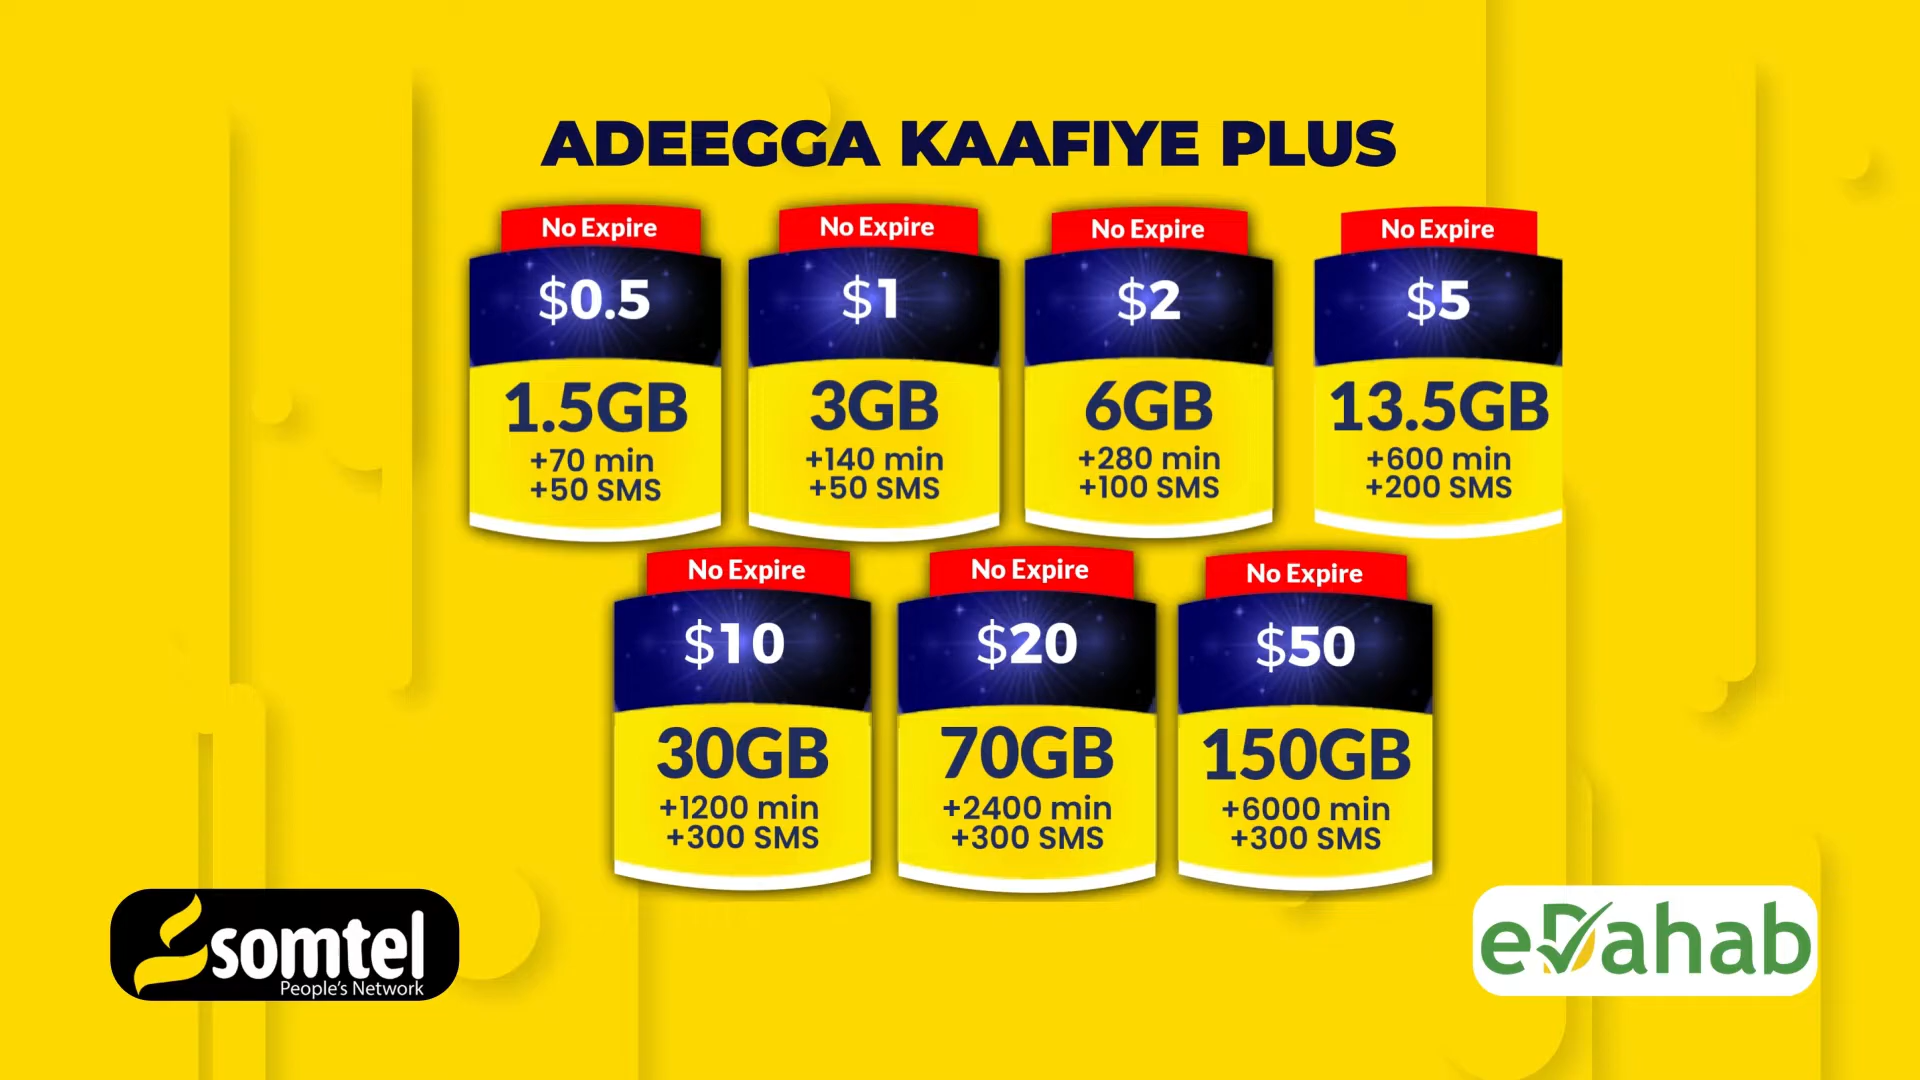 ADEEGGA KAAFIYE PLUS
No Expire
$0.5
1.5GB
+70 min
+50 SMS
No Expire
$1
3GB
+140 min
+50 SMS
No Expire
$2
6GB
+280 min
+100 SMS
No Expire
$5
13.5GB
+600 min
+200 SMS
No Expire
$10
30GB
+1200 min
+300 SMS
No Expire
$20
70GB
+2400 min
+300 SMS
No Expire
$50
150GB
+6000 min
+300 SMS
somtel
People's Network
eDahab